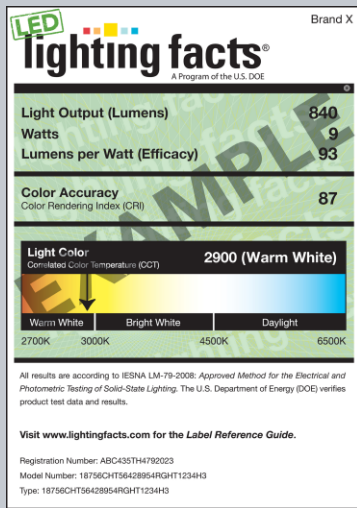 LED
Brand X
lighting facts®
A Program of the U.S. DOE
Light Output (Lumens) 840
Watts 9
Lumens per Watt (Efficacy) 93
Color Accuracy
Color Rendering Index (CRI) 87
Light Color
Correlated Color Temperature (CCT) 2900 (Warm White)
Warm White Bright White Daylight
2700K 3000K 4500K 6500K
All results are according to IESNA LM-79-2008: Approved Method for the Electrical and
Photometric Testing of Solid-State Lighting. The U.S. Department of Energy (DOE) verifies
product test data and results.
Visit www.lightingfacts.com for the Label Reference Guide.
Registration Number: ABC435TH4792023
Model Number: 18756CHT56428954RGHT1234H3
Type: 18756CHT56428954RGHT1234H3
EXAMPLE